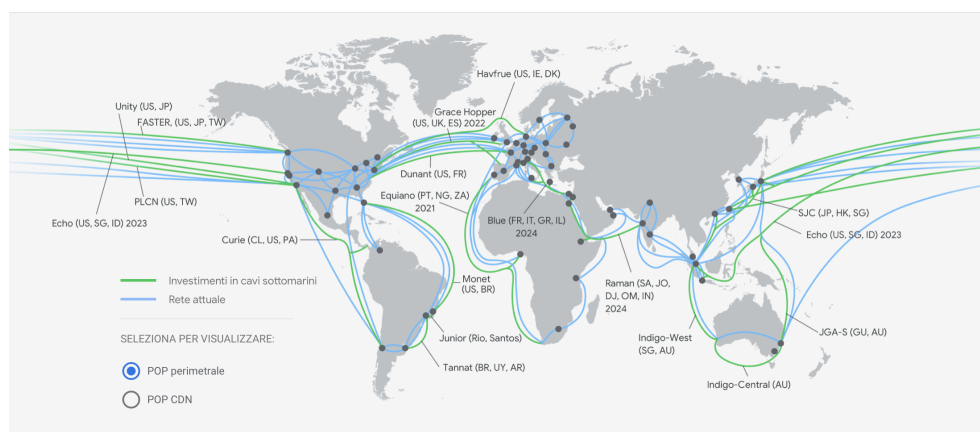 Havfrue (US, IE, DK)
Unity (US, JP)
FASTER, (US, JP, TW)
Grace Hopper
(US, UK, ES) 2022
Dunant (US, FR)
Equiano (PT, NG, ZA)
2021
PLCN (US, TW)
Echo (US, SG, ID) 2023
Blue (FR, IT, GR, IL)
2024
SJC (JP, HK, SG)
Echo (US, SG, ID) 2023
Curie (CL, US, PA)
Monet
(US, BR)
Raman (SA, JO,
DJ, OM, IN)
2024
Investimenti in cavi sottomarini
Rete attuale
Junior (Rio, Santos)
Indigo-West
(SG, AU)
JGA-S (GU, AU)
SELEZIONA PER VISUALIZZARE:
Tannat (BR, UY, AR)
POP perimetrale
Indigo-Central (AU)
POP CDN